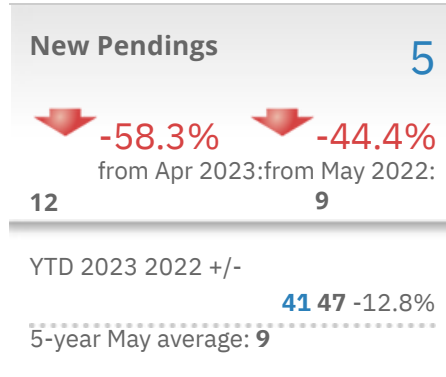 New Pendings
5
-58.3% -44.4%
from Apr 2023:from May 2022:
12 9
YTD 2023 2022 +/-
41 47 -12.8%
5-year May average: 9